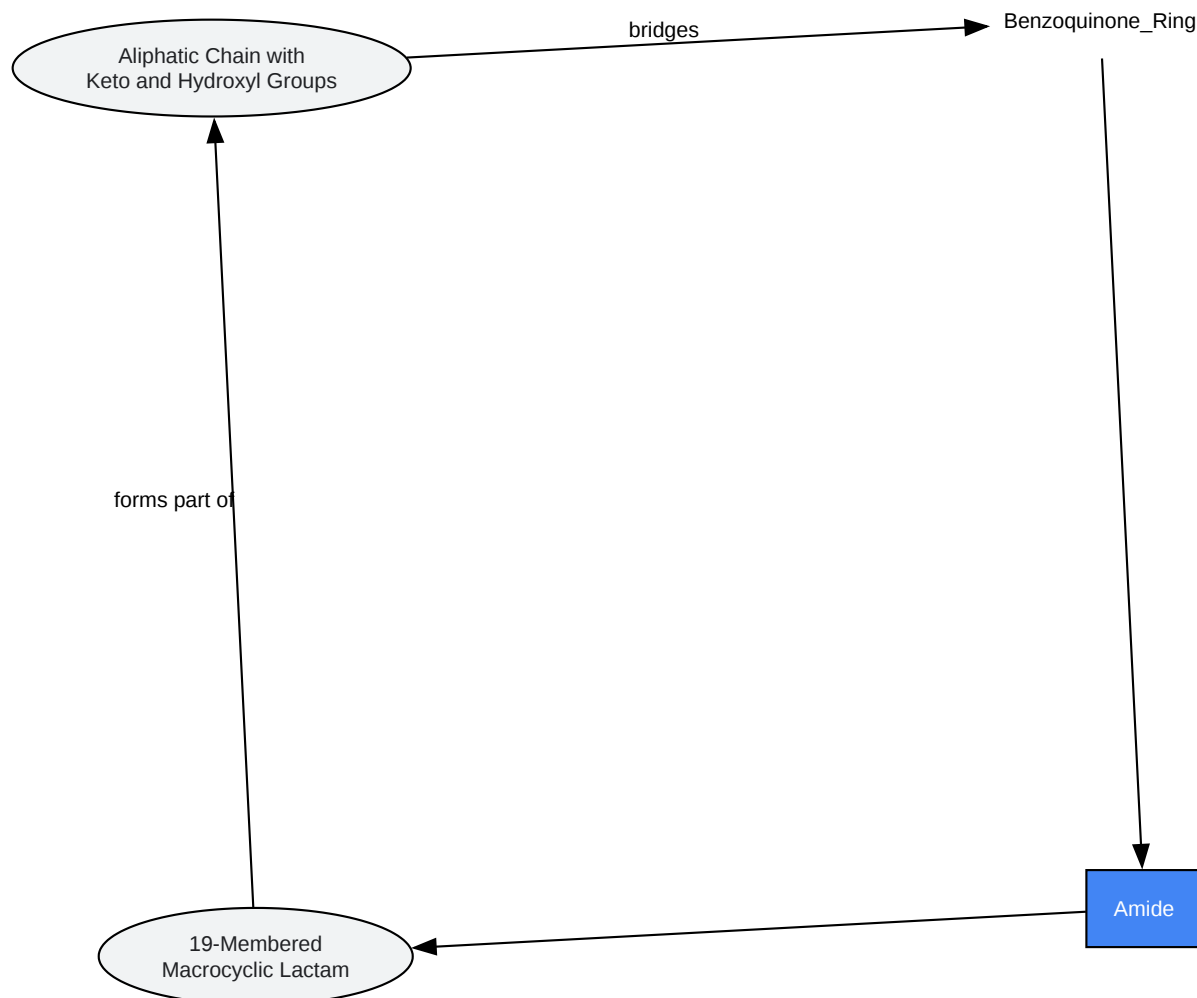 Aliphatic Chain with
Keto and Hydroxyl Groups
bridges
Benzoquinone_Ring
forms part of
Amide
19-Membered
Macrocyclic Lactam